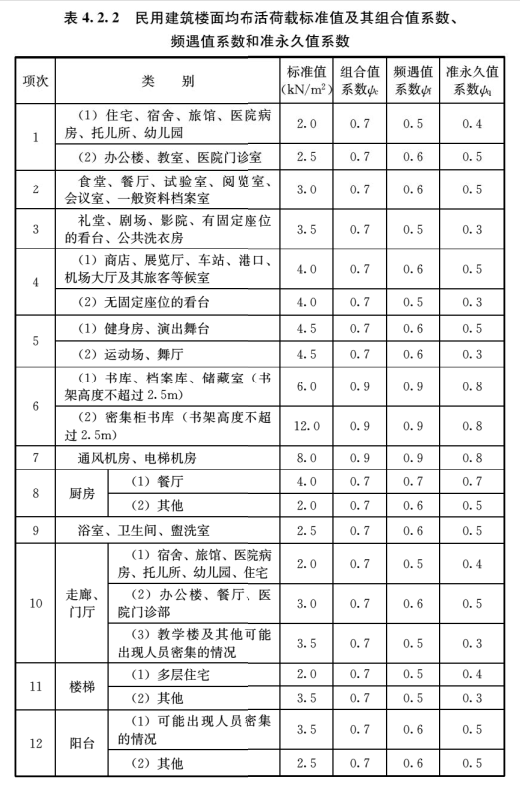 表 4.2.2 民用建筑楼面均布活荷载标准值及其组合值系数、
频遇值系数和准永久值系数
项次 类 别 标准值 (kN/m²) 组合值 系数ψc 频遇值 系数ψf 准永久值 系数ψq
1 (1) 住宅、宿舍、旅馆、医院病
房、托儿所、幼儿园 2.0 0.7 0.5 0.4
(2) 办公楼、教室、医院门诊室 2.5 0.7 0.6 0.5
2 食堂、餐厅、试验室、阅览室、
会议室、一般资料档案室 3.0 0.7 0.6 0.5
3 礼堂、剧场、影院、有固定座位
的看台、公共洗衣房 3.5 0.7 0.5 0.3
4 (1) 商店、展览厅、车站、港口、
机场大厅及其旅客等候室 4.0 0.7 0.6 0.5
(2) 无固定座位的看台 4.0 0.7 0.5 0.3
5 (1) 健身房、演出舞台 4.5 0.7 0.6 0.5
(2) 运动场、舞厅 4.5 0.7 0.6 0.3
6 (1) 书库、档案库、储藏室(书
架高度不超过 2.5m) 6.0 0.9 0.9 0.8
(2) 密集柜书库(书架高度不超
过 2.5m) 12.0 0.9 0.9 0.8
7 通风机房、电梯机房 8.0 0.9 0.9 0.8
8 厨房 (1) 餐厅 4.0 0.7 0.7 0.7
(2) 其他 2.0 0.7 0.6 0.5
9 浴室、卫生间、盥洗室 2.5 0.7 0.6 0.5
10 走廊、门厅 (1) 宿舍、旅馆、医院病
房、托儿所、幼儿园、住宅 2.0 0.7 0.5 0.4
(2) 办公楼、餐厅、医
院门诊部 3.0 0.7 0.6 0.5
(3) 教学楼及其他可能
出现人员密集的情况 3.5 0.7 0.5 0.3
11 楼梯 (1) 多层住宅 2.0 0.7 0.5 0.4
(2) 其他 3.5 0.7 0.5 0.3
12 阳台 (1) 可能出现人员密集
的情况 3.5 0.7 0.6 0.5
(2) 其他 2.5 0.7 0.6 0.5